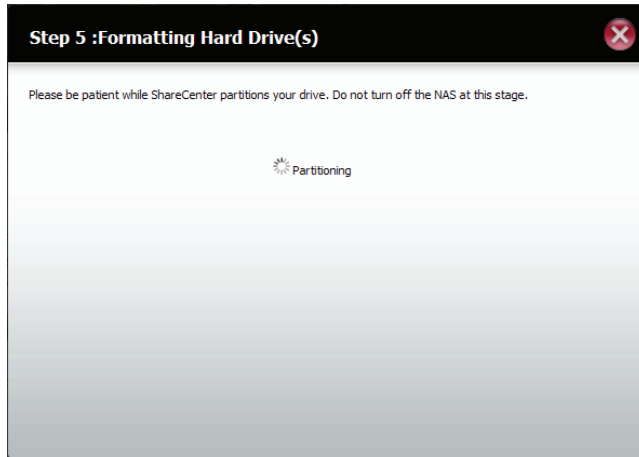 Step 5 :Formatting Hard Drive(s)
Please be patient while ShareCenter partitions your drive. Do not turn off the NAS at this stage.
Partitioning